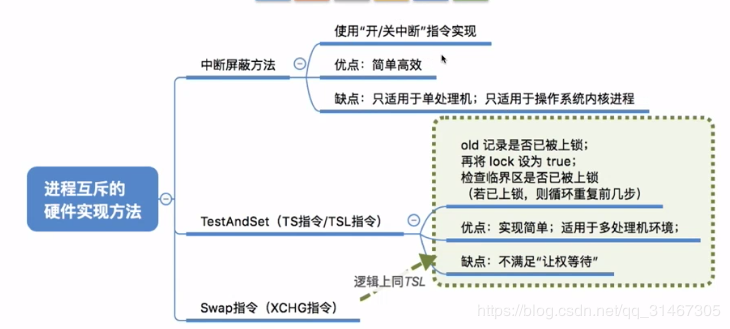 使用“开/关中断”指令实现
中断屏蔽方法
优点：简单高效
缺点：只适用于单处理机；只适用于操作系统内核进程
old 记录是否已被上锁；
再将 lock 设为 true；
检查临界区是否已被上锁
（若已上锁，则循环重复前几步）
进程互斥的
硬件实现方法
TestAndSet（TS指令/TSL指令）
优点：实现简单；适用于多处理机环境；
缺点：不满足“让权等待”
逻辑上同TSL
Swap指令（XCHG指令）
https://blog.csdn.net/qq_31467305